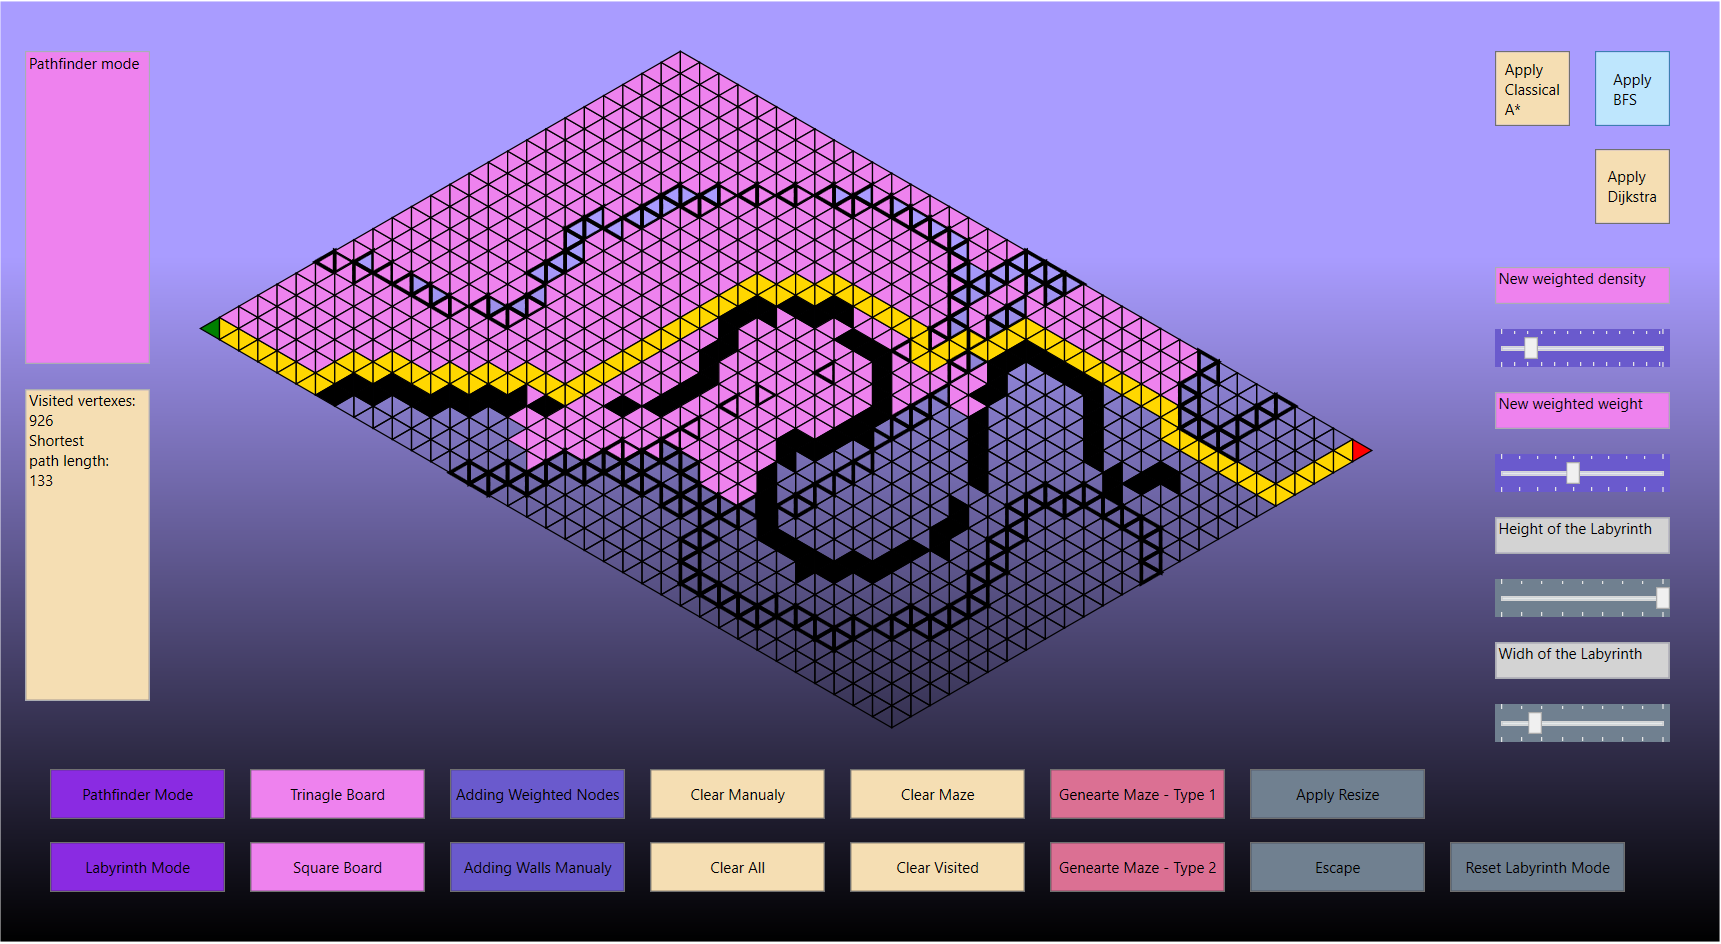 Pathfinder mode
Visited vertexes:
926
Shortest
path length:
133
Apply
Classical
A*
Apply
BFS
Apply
Dijkstra
New weighted density
New weighted weight
Height of the Labyrinth
Widh of the Labyrinth
Pathfinder Mode
Trinagle Board
Adding Weighted Nodes
Clear Manualy
Clear Maze
Genearte Maze - Type 1
Apply Resize
Labyrinth Mode
Square Board
Adding Walls Manualy
Clear All
Clear Visited
Genearte Maze - Type 2
Escape
Reset Labyrinth Mode